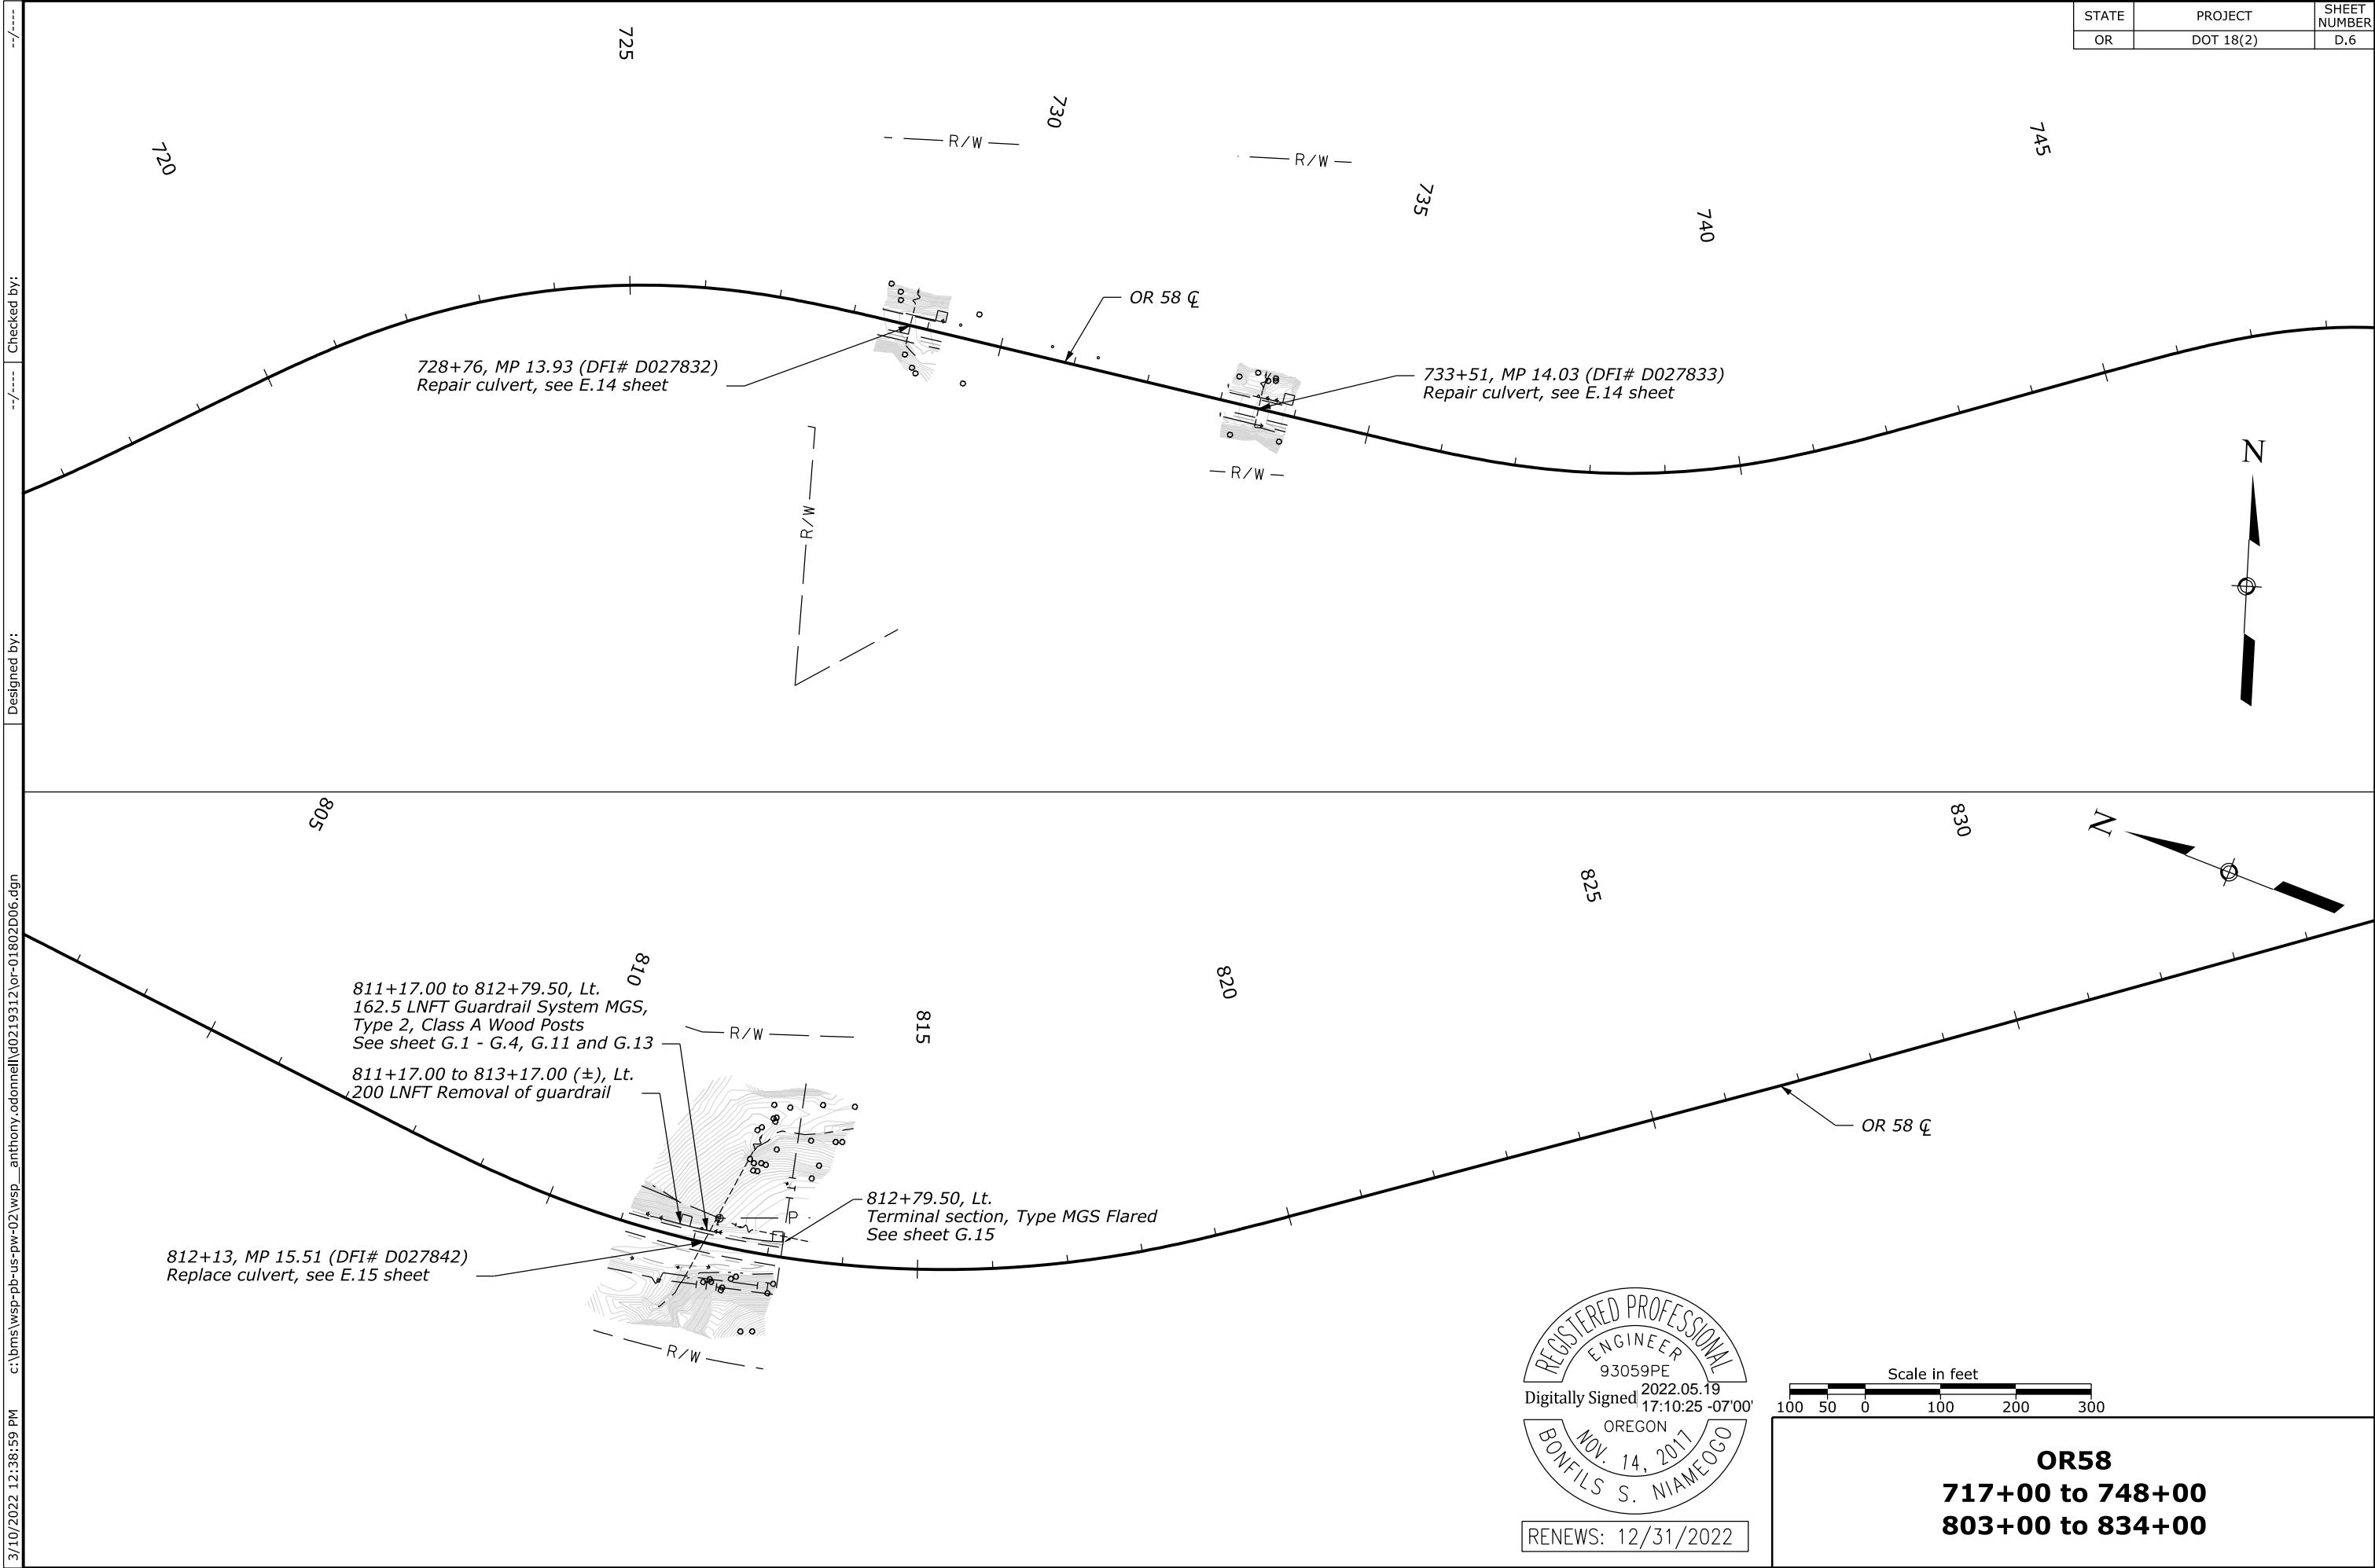 STATE PROJECT SHEET NUMBER
OR DOT 18(2) D.6
720
725
730
735
740
745
R/W
R/W
OR 58 ℄
728+76, MP 13.93 (DFI# D027832)
Repair culvert, see E.14 sheet
733+51, MP 14.03 (DFI# D027833)
Repair culvert, see E.14 sheet
R/W
R/W
N
805
810
815
820
825
830
N
811+17.00 to 812+79.50, Lt.
162.5 LNFT Guardrail System MGS,
Type 2, Class A Wood Posts
See sheet G.1 - G.4, G.11 and G.13
R/W
811+17.00 to 813+17.00 (±), Lt.
200 LNFT Removal of guardrail
OR 58 ℄
812+79.50, Lt.
Terminal section, Type MGS Flared
See sheet G.15
P
812+13, MP 15.51 (DFI# D027842)
Replace culvert, see E.15 sheet
R/W
REGISTERED PROFESSIONAL
ENGINEER
93059PE
Digitally Signed 2022.05.19
17:10:25 -07'00'
OREGON
NOV. 14, 2017
BONFILS S. NIAMEOGO
RENEWS: 12/31/2022
Scale in feet
100 50 0 100 200 300
OR58
717+00 to 748+00
803+00 to 834+00
3/10/2022 12:38:59 PM c:\bms\wsp-pb-us-pw-02\wsp_anthony.odonnell\d0219312\or-01802D06.dgn
Designed by: --/----
Checked by: --/----